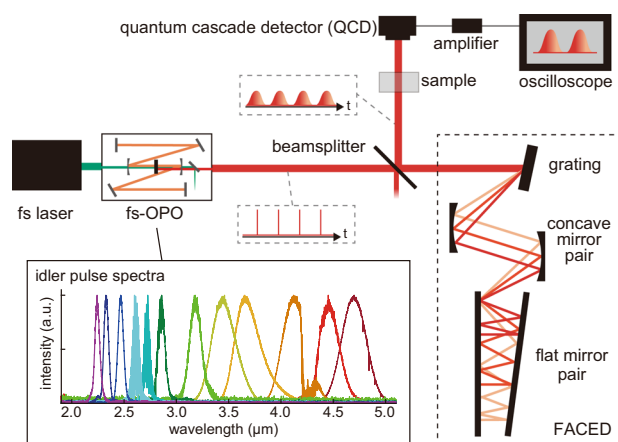 quantum cascade detector (QCD)
amplifier
oscilloscope
sample
t
beamsplitter
grating
fs laser
fs-OPO
t
concave
mirror
pair
idler pulse spectra
intensity (a.u.)
2.0 2.5 3.0 3.5 4.0 4.5 5.0
wavelength (μm)
flat mirror
pair
FACED